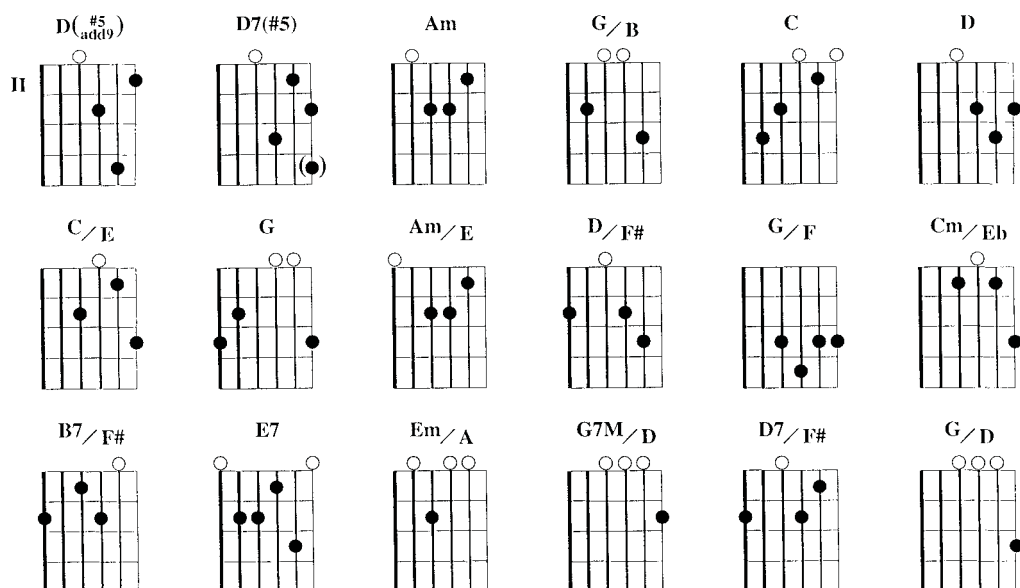 D(#5 add9) D7(#5) Am G/B C D
II
C/E G Am/E D/F# G/F Cm/Eb
B7/F# E7 Em/A G7M/D D7/F# G/D